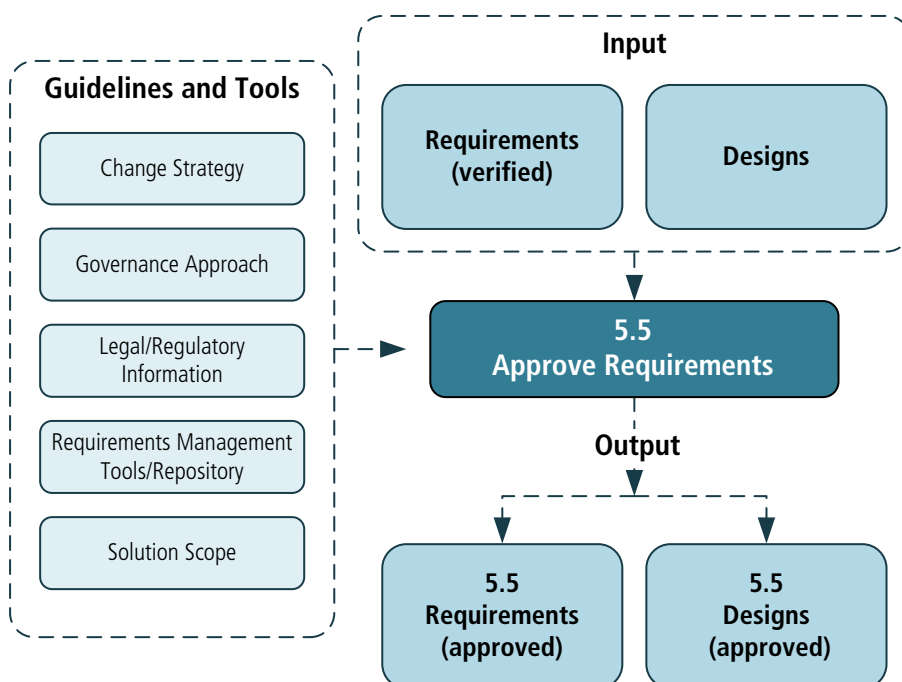 Guidelines and Tools
Change Strategy
Governance Approach
Legal/Regulatory
Information
Requirements Management
Tools/Repository
Solution Scope
Input
Requirements
(verified)
Designs
5.5
Approve Requirements
Output
5.5
Requirements
(approved)
5.5
Designs
(approved)